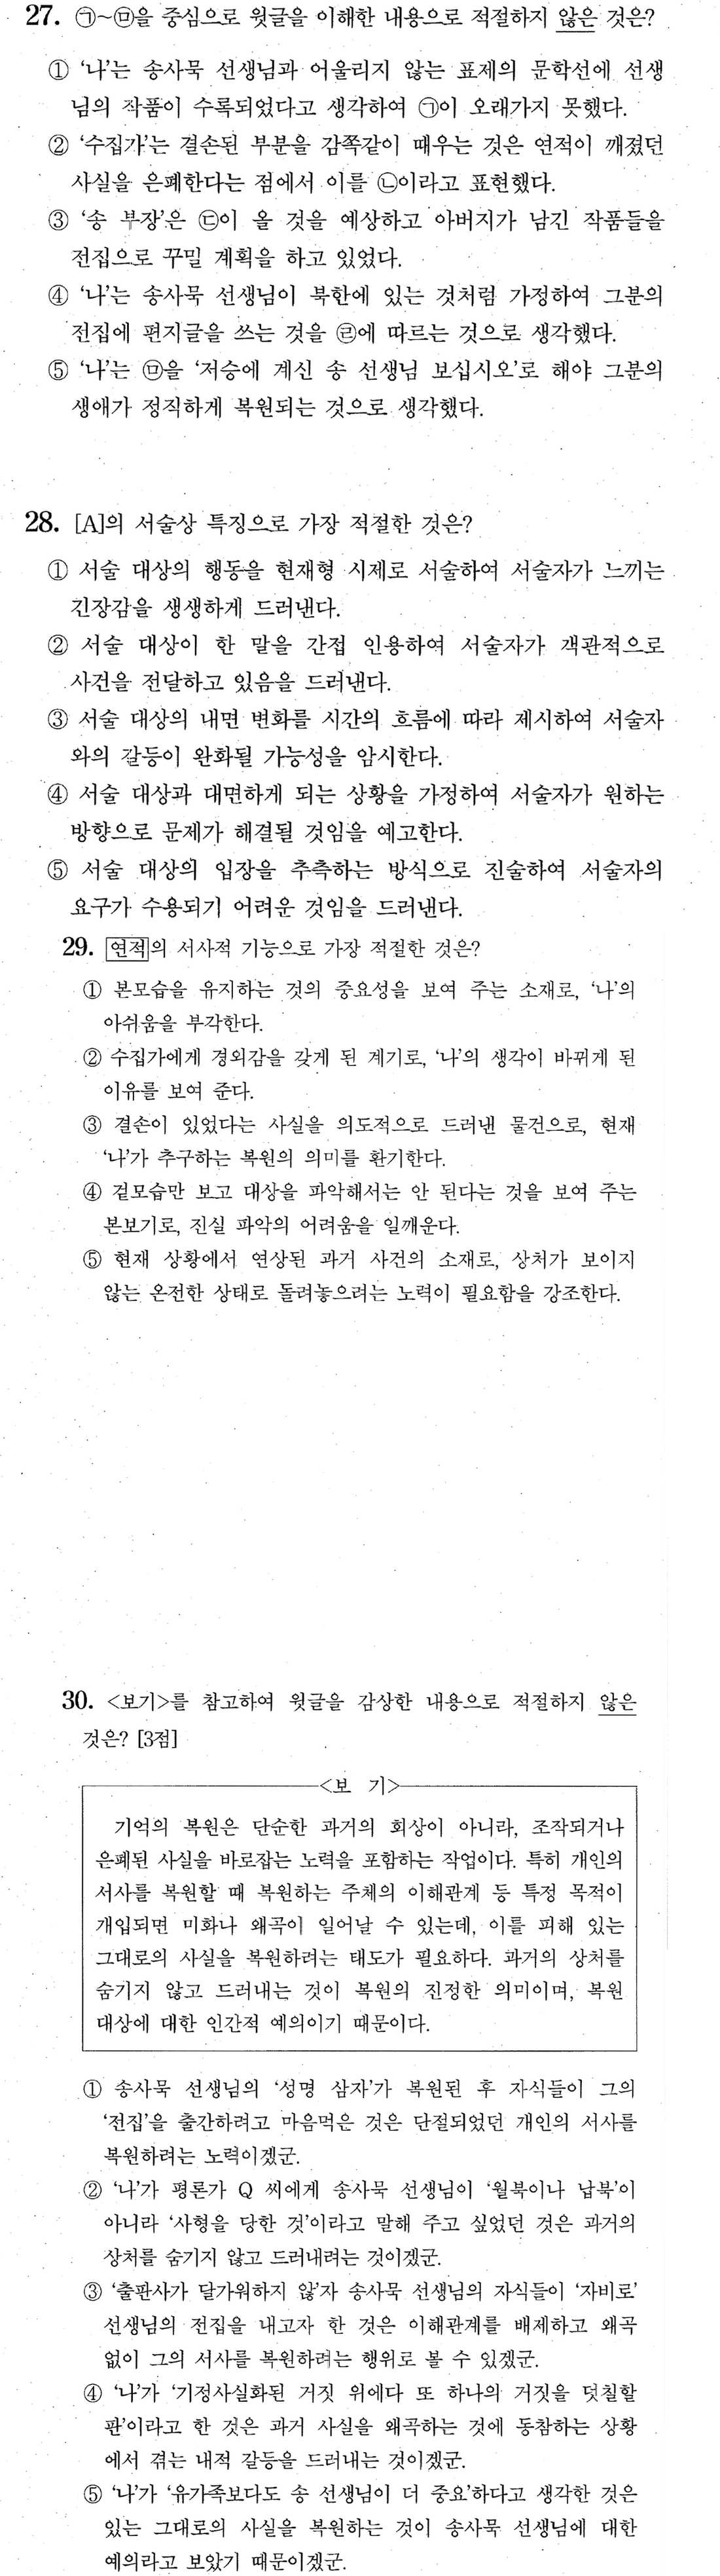 27. ㉠~㉤을 중심으로 윗글을 이해한 내용으로 적절하지 않은 것은?
① ‘나’는 송사묵 선생님과 어울리지 않는 표제의 문학선에 선생
님의 작품이 수록되었다고 생각하여 ㉠이 오래가지 못했다.
② ‘수집가’는 결손된 부분을 감쪽같이 때우는 것은 연적이 깨졌던
사실을 은폐한다는 점에서 이를 ㉡이라고 표현했다.
③ ‘송 부장’은 ㉢이 올 것을 예상하고 아버지가 남긴 작품들을
전집으로 꾸밀 계획을 하고 있었다.
④ ‘나’는 송사묵 선생님이 북한에 있는 것처럼 가정하여 그분의
전집에 편지글을 쓰는 것을 ㉣에 따르는 것으로 생각했다.
⑤ ‘나’는 ㉤을 ‘저승에 계신 송 선생님 보십시오’로 해야 그분의
생애가 정직하게 복원되는 것으로 생각했다.
28. [A]의 서술상 특징으로 가장 적절한 것은?
① 서술 대상의 행동을 현재형 시제로 서술하여 서술자가 느끼는
긴장감을 생생하게 드러낸다.
② 서술 대상이 한 말을 간접 인용하여 서술자가 객관적으로
사건을 전달하고 있음을 드러낸다.
③ 서술 대상의 내면 변화를 시간의 흐름에 따라 제시하여 서술자
와의 갈등이 완화될 가능성을 암시한다.
④ 서술 대상과 대면하게 되는 상황을 가정하여 서술자가 원하는
방향으로 문제가 해결될 것임을 예고한다.
⑤ 서술 대상의 입장을 추측하는 방식으로 진술하여 서술자의
요구가 수용되기 어려운 것임을 드러낸다.
29. 연적의 서사적 기능으로 가장 적절한 것은?
① 본모습을 유지하는 것의 중요성을 보여 주는 소재로, ‘나’의
아쉬움을 부각한다.
② 수집가에게 경외감을 갖게 된 계기로, ‘나’의 생각이 바뀌게 된
이유를 보여 준다.
③ 결손이 있었다는 사실을 의도적으로 드러낸 물건으로, 현재
‘나’가 추구하는 복원의 의미를 환기한다.
④ 겉모습만 보고 대상을 파악해서는 안 된다는 것을 보여 주는
본보기로, 진실 파악의 어려움을 일깨운다.
⑤ 현재 상황에서 연상된 과거 사건의 소재로, 상처가 보이지
않는 온전한 상태로 돌려놓으려는 노력이 필요함을 강조한다.
30. <보기>를 참고하여 윗글을 감상한 내용으로 적절하지 않은
것은? [3점]
<보 기>
기억의 복원은 단순한 과거의 회상이 아니라, 조작되거나
은폐된 사실을 바로잡는 노력을 포함하는 작업이다. 특히 개인의
서사를 복원할 때 복원하는 주체의 이해관계 등 특정 목적이
개입되면 미화나 왜곡이 일어날 수 있는데, 이를 피해 있는
그대로의 사실을 복원하려는 태도가 필요하다. 과거의 상처를
숨기지 않고 드러내는 것이 복원의 진정한 의미이며, 복원
대상에 대한 인간적 예의이기 때문이다.
① 송사묵 선생님의 ‘성명 삼자’가 복원된 후 자식들이 그의
‘전집’을 출간하려고 마음먹은 것은 단절되었던 개인의 서사를
복원하려는 노력이겠군.
② ‘나’가 평론가 Q 씨에게 송사묵 선생님이 ‘월북이나 납북’이
아니라 ‘사형을 당한 것’이라고 말해 주고 싶었던 것은 과거의
상처를 숨기지 않고 드러내려는 것이겠군.
③ ‘출판사가 달가워하지 않’자 송사묵 선생님의 자식들이 ‘자비로’
선생님의 전집을 내고자 한 것은 이해관계를 배제하고 왜곡
없이 그의 서사를 복원하려는 행위로 볼 수 있겠군.
④ ‘나’가 ‘기정사실화된 거짓 위에다 또 하나의 거짓을 덧칠할
판’이라고 한 것은 과거 사실을 왜곡하는 것에 동참하는 상황
에서 겪는 내적 갈등을 드러내는 것이겠군.
⑤ ‘나’가 ‘유가족보다도 송 선생님이 더 중요’하다고 생각한 것은
있는 그대로의 사실을 복원하는 것이 송사묵 선생님에 대한
예의라고 보았기 때문이겠군.